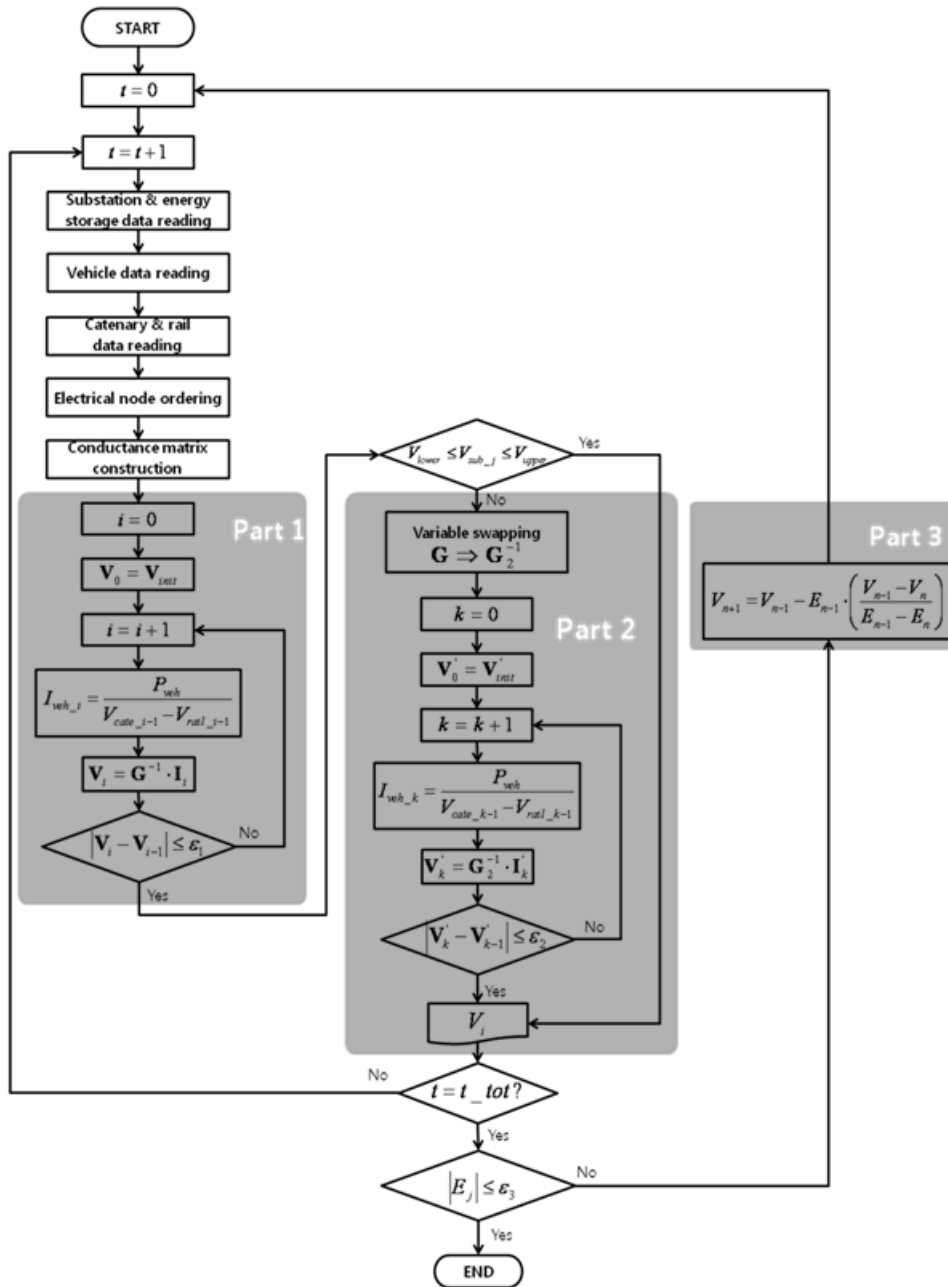 START
t = 0
t = t + 1
Substation & energy
storage data reading
Vehicle data reading
Catenary & rail
data reading
Electrical node ordering
Conductance matrix
construction
Part 1
i = 0
V_0 = V_init
i = i + 1
I_veh_i = P_veh / (V_cate_i-1 − V_rail_i-1)
V_i = G^-1 · I_i
|V_i − V_i-1| ≤ ε_1
No
Yes
V_lower ≤ V_sub_j ≤ V_upper
Yes
No
Part 2
Variable swapping
G ⇒ G_2^-1
k = 0
V'_0 = V'_init
k = k + 1
I_veh_k = P_veh / (V_cate_k-1 − V_rail_k-1)
V'_k = G_2^-1 · I'_k
|V'_k − V'_k-1| ≤ ε_2
No
Yes
V_i
t = t_tot?
No
Yes
|E_j| ≤ ε_3
No
Yes
END
Part 3
V_n+1 = V_n-1 − E_n-1 · ((V_n-1 − V_n) / (E_n-1 − E_n))